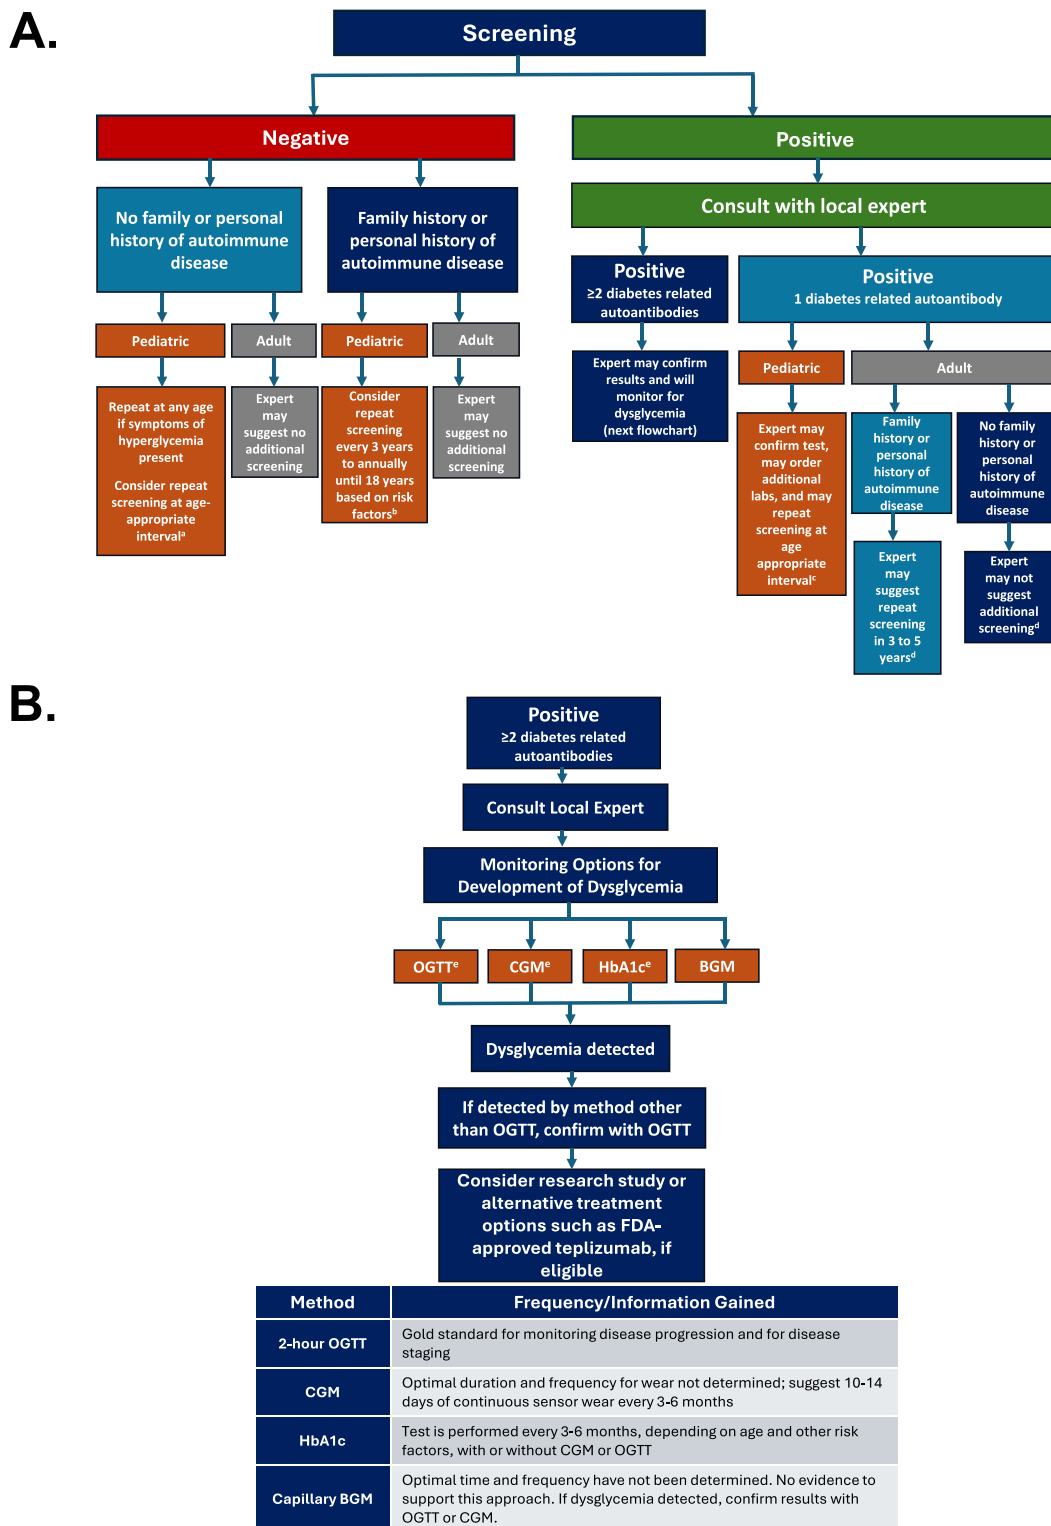 A.
Screening
Negative
Positive
No family or personal
history of autoimmune
disease
Family history or
personal history of
autoimmune disease
Consult with local expert
Positive
≥2 diabetes related
autoantibodies
Positive
1 diabetes related autoantibody
Pediatric
Adult
Pediatric
Adult
Pediatric
Adult
Repeat at any age
if symptoms of
hyperglycemia
present
Consider repeat
screening at age-
appropriate
intervalᵃ
Expert
may
suggest no
additional
screening
Consider
repeat
screening
every 3 years
to annually
until 18 years
based on risk
factorsᵇ
Expert
may
suggest no
additional
screening
Expert may confirm
results and will
monitor for
dysglycemia
(next flowchart)
Expert may
confirm test,
may order
additional
labs, and may
repeat
screening at
age
appropriate
intervalᶜ
Family
history or
personal
history of
autoimmune
disease
No family
history or
personal
history of
autoimmune
disease
Expert
may
suggest
repeat
screening
in 3 to 5
yearsᵈ
Expert
may not
suggest
additional
screeningᵈ
B.
Positive
≥2 diabetes related
autoantibodies
Consult Local Expert
Monitoring Options for
Development of Dysglycemia
OGTTᵉ
CGMᵉ
HbA1cᵉ
BGM
Dysglycemia detected
If detected by method other
than OGTT, confirm with OGTT
Consider research study or
alternative treatment
options such as FDA-
approved teplizumab, if
eligible
Method
Frequency/Information Gained
2-hour OGTT
Gold standard for monitoring disease progression and for disease
staging
CGM
Optimal duration and frequency for wear not determined; suggest 10-14
days of continuous sensor wear every 3-6 months
HbA1c
Test is performed every 3-6 months, depending on age and other risk
factors, with or without CGM or OGTT
Capillary BGM
Optimal time and frequency have not been determined. No evidence to
support this approach. If dysglycemia detected, confirm results with
OGTT or CGM.